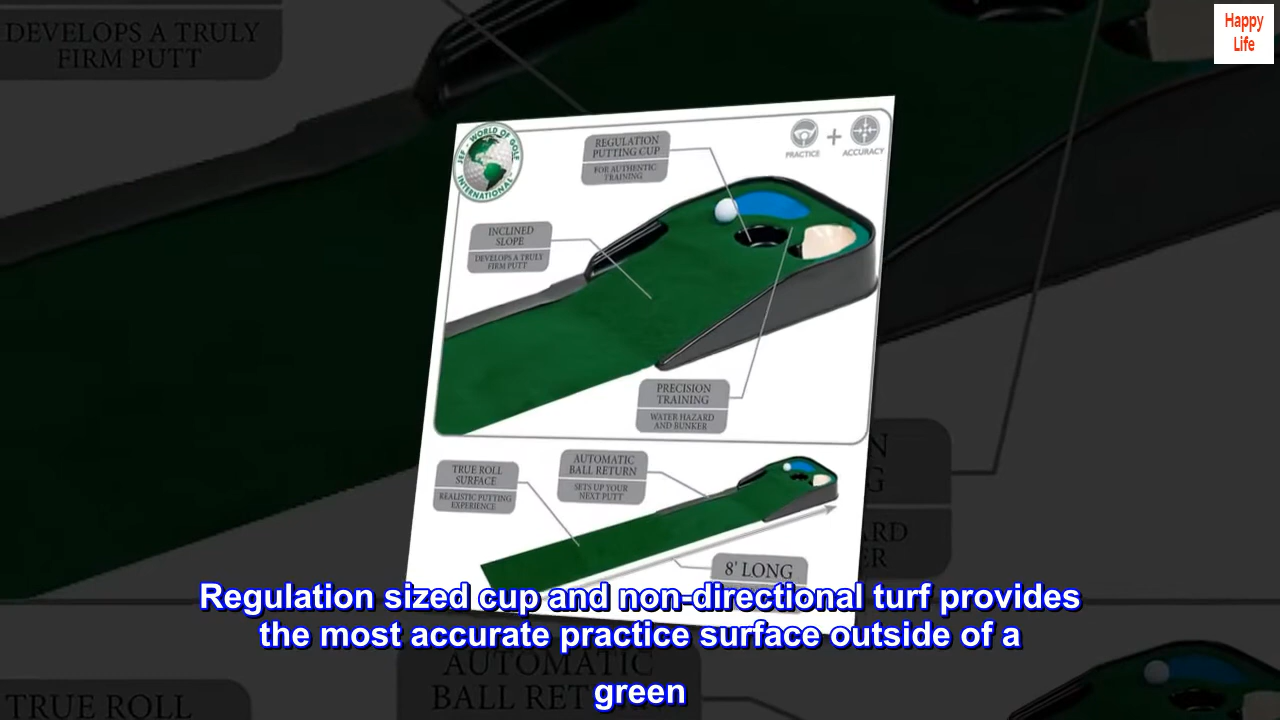 Happy
Life
DEVELOPS A TRULY
FIRM PUTT
JEF - WORLD OF GOLF
INTERNATIONAL
REGULATION
PUTTING CUP
FOR AUTHENTIC
TRAINING
PRACTICE
+
ACCURACY
INCLINED
SLOPE
DEVELOPS A TRULY
FIRM PUTT
PRECISION
TRAINING
WATER HAZARD
AND BUNKER
TRUE ROLL
SURFACE
REALISTIC PUTTING
EXPERIENCE
AUTOMATIC
BALL RETURN
SETS UP YOUR
NEXT PUTT
8' LONG
Regulation sized cup and non-directional turf provides
the most accurate practice surface outside of a
green
AUTOMATIC
BALL RETURN
TRUE ROLL